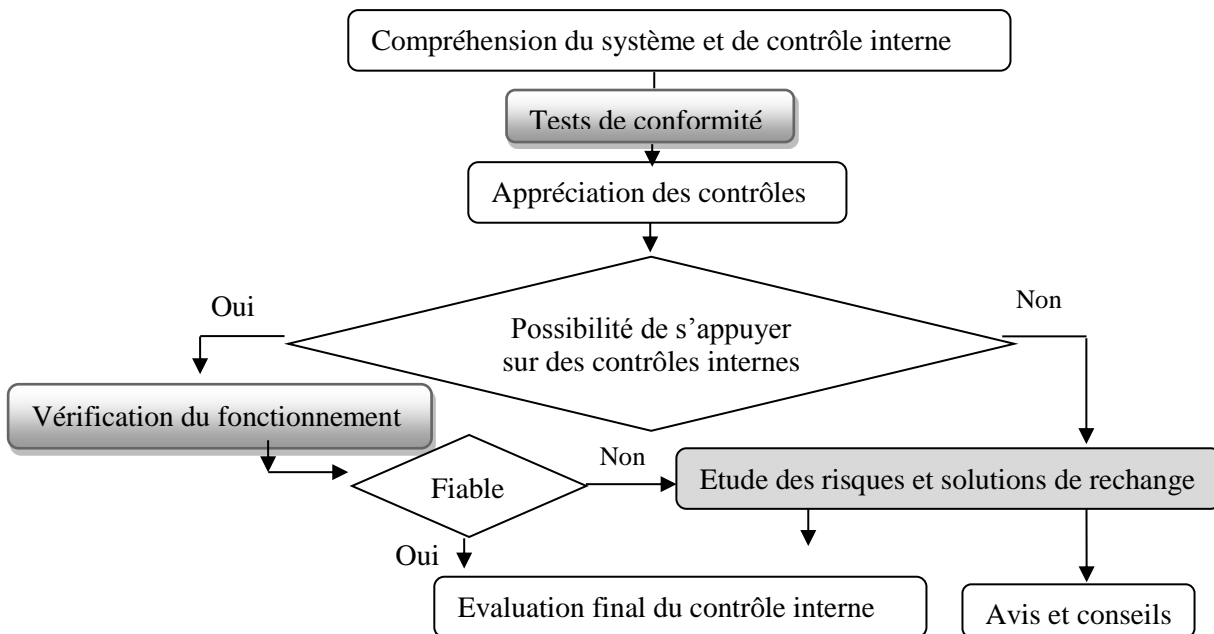 Compréhension du système et de contrôle interne
Tests de conformité
Appréciation des contrôles
Oui
Non
Possibilité de s’appuyer
sur des contrôles internes
Vérification du fonctionnement
Non
Fiable
Etude des risques et solutions de rechange
Oui
Evaluation final du contrôle interne
Avis et conseils